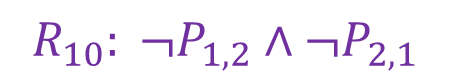 R₁₀: ¬P₁,₂ ∧ ¬P₂,₁